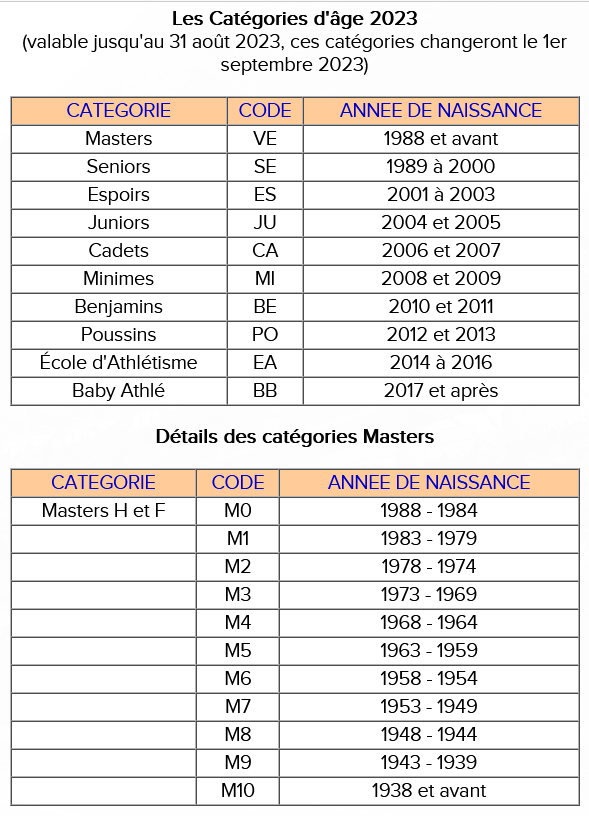 Les Catégories d'âge 2023
(valable jusqu'au 31 août 2023, ces catégories changeront le 1er
septembre 2023)
CATEGORIE CODE ANNEE DE NAISSANCE
Masters VE 1988 et avant
Seniors SE 1989 à 2000
Espoirs ES 2001 à 2003
Juniors JU 2004 et 2005
Cadets CA 2006 et 2007
Minimes MI 2008 et 2009
Benjamins BE 2010 et 2011
Poussins PO 2012 et 2013
École d'Athlétisme EA 2014 à 2016
Baby Athlé BB 2017 et après
Détails des catégories Masters
CATEGORIE CODE ANNEE DE NAISSANCE
Masters H et F M0 1988 - 1984
M1 1983 - 1979
M2 1978 - 1974
M3 1973 - 1969
M4 1968 - 1964
M5 1963 - 1959
M6 1958 - 1954
M7 1953 - 1949
M8 1948 - 1944
M9 1943 - 1939
M10 1938 et avant